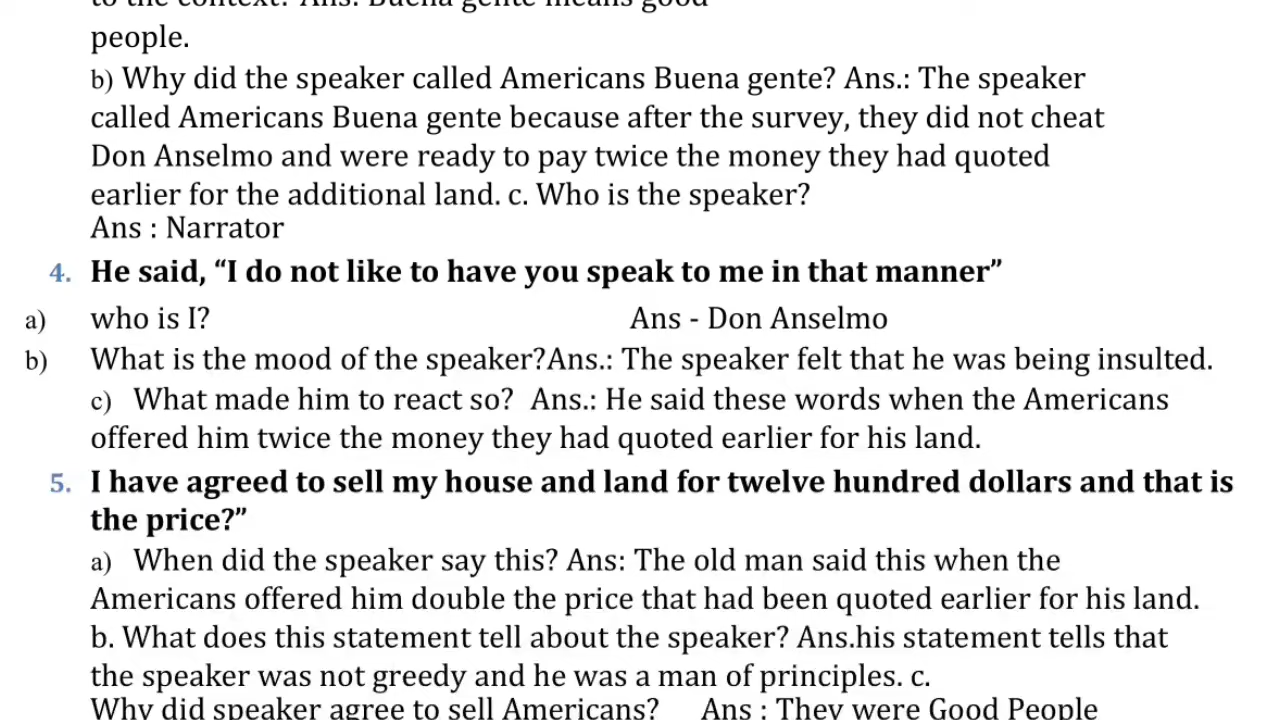 to the context? Ans: Buena gente means good
people.
b) Why did the speaker called Americans Buena gente? Ans.: The speaker
called Americans Buena gente because after the survey, they did not cheat
Don Anselmo and were ready to pay twice the money they had quoted
earlier for the additional land. c. Who is the speaker?
Ans : Narrator
4. He said, “I do not like to have you speak to me in that manner”
a) who is I? Ans - Don Anselmo
b) What is the mood of the speaker?Ans.: The speaker felt that he was being insulted.
c) What made him to react so? Ans.: He said these words when the Americans
offered him twice the money they had quoted earlier for his land.
5. I have agreed to sell my house and land for twelve hundred dollars and that is
the price?”
a) When did the speaker say this? Ans: The old man said this when the
Americans offered him double the price that had been quoted earlier for his land.
b. What does this statement tell about the speaker? Ans.his statement tells that
the speaker was not greedy and he was a man of principles. c.
Why did speaker agree to sell Americans? Ans : They were Good People